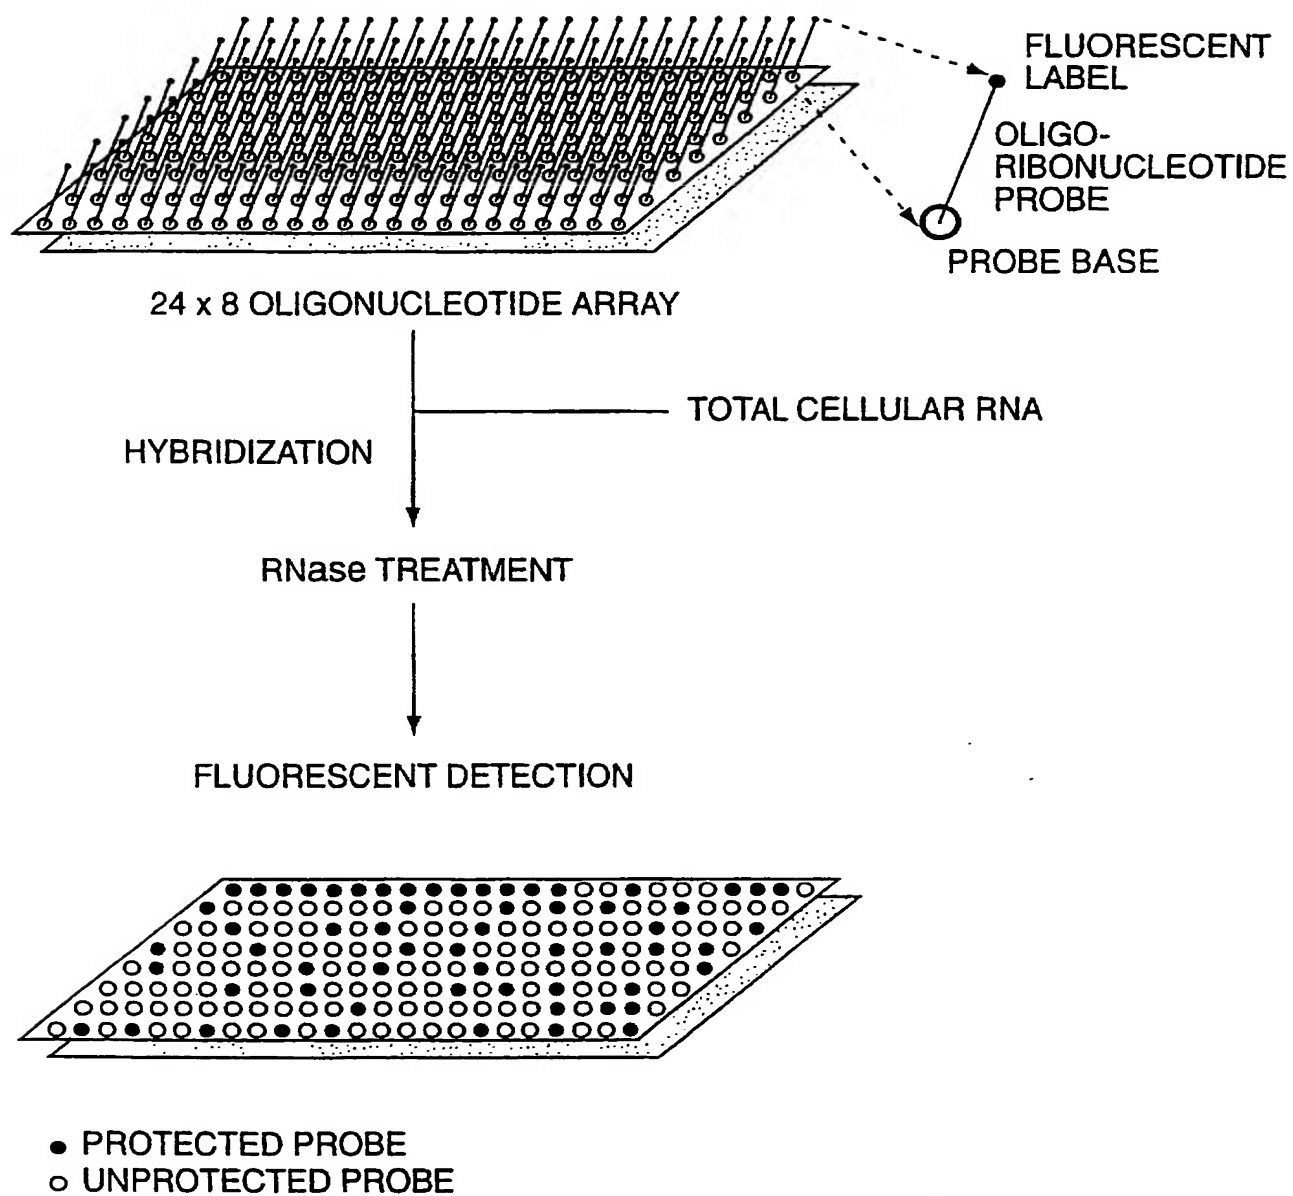 FLUORESCENT
LABEL
OLIGO-
RIBONUCLEOTIDE
PROBE
PROBE BASE
24 x 8 OLIGONUCLEOTIDE ARRAY
TOTAL CELLULAR RNA
HYBRIDIZATION
RNase TREATMENT
FLUORESCENT DETECTION
PROTECTED PROBE
UNPROTECTED PROBE